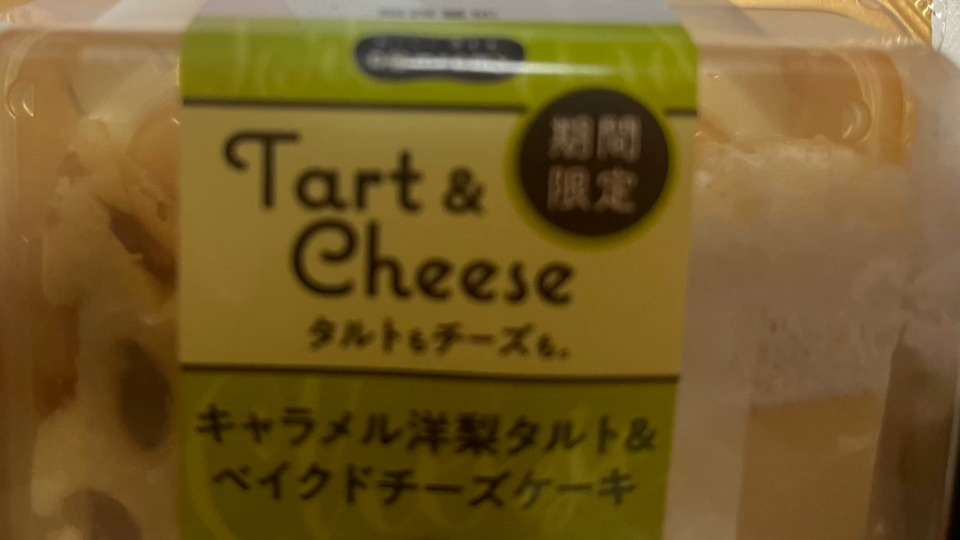 期間
限定
Tart &
Cheese
タルトもチーズも。
キャラメル洋梨タルト&
ベイクドチーズケーキ